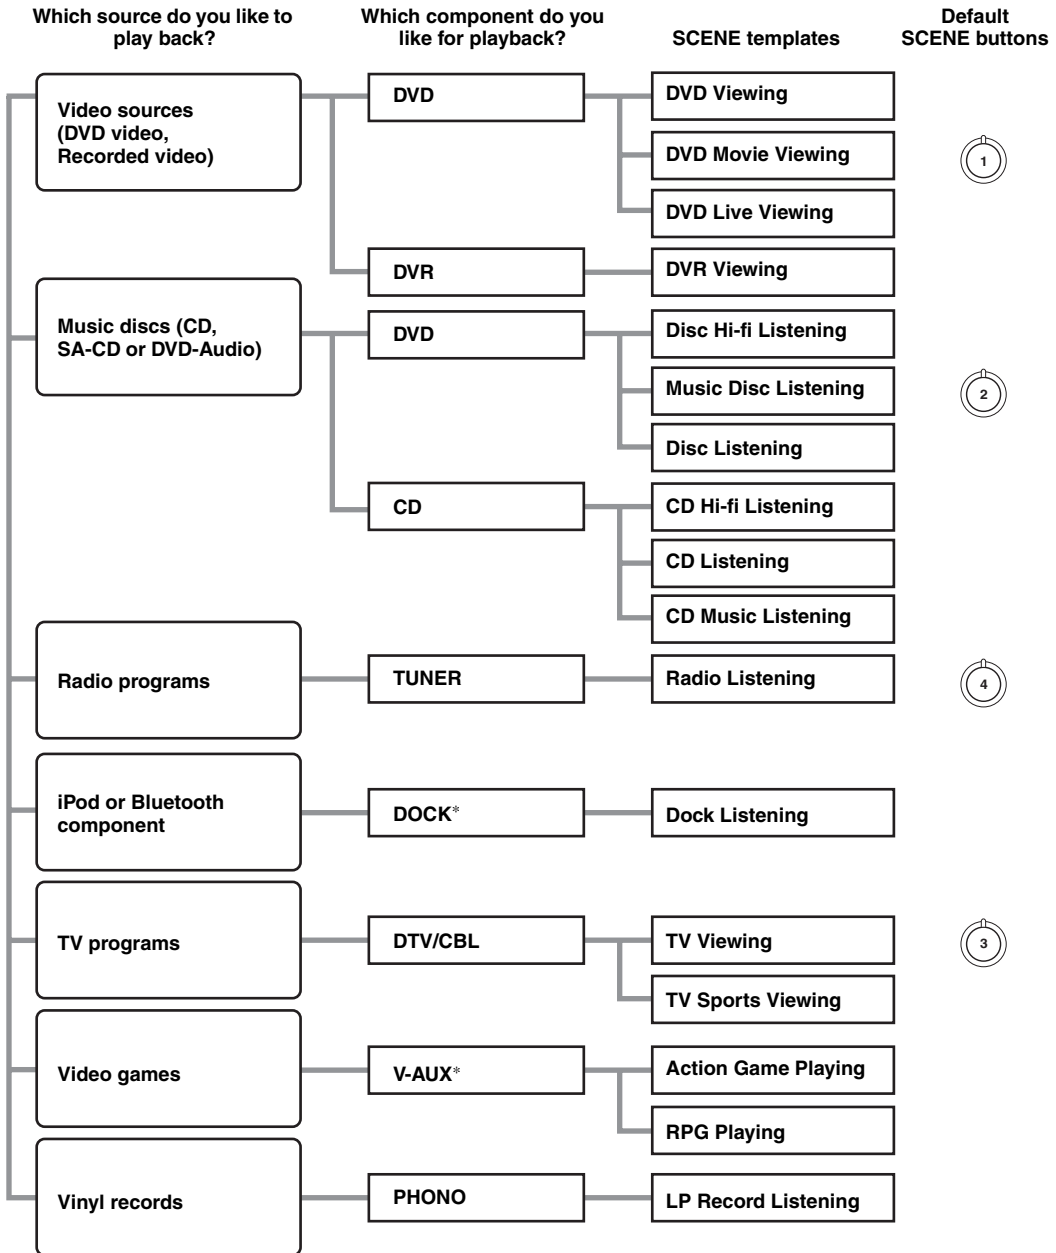 Which source do you like to
play back?
Which component do you
like for playback?
SCENE templates
Default
SCENE buttons
Video sources
(DVD video,
Recorded video)
DVD
DVD Viewing
DVD Movie Viewing
1
DVD Live Viewing
DVR
DVR Viewing
Music discs (CD,
SA-CD or DVD-Audio)
DVD
Disc Hi-fi Listening
Music Disc Listening
2
Disc Listening
CD
CD Hi-fi Listening
CD Listening
CD Music Listening
Radio programs
TUNER
Radio Listening
4
iPod or Bluetooth
component
DOCK*
Dock Listening
TV programs
DTV/CBL
TV Viewing
3
TV Sports Viewing
Video games
V-AUX*
Action Game Playing
RPG Playing
Vinyl records
PHONO
LP Record Listening